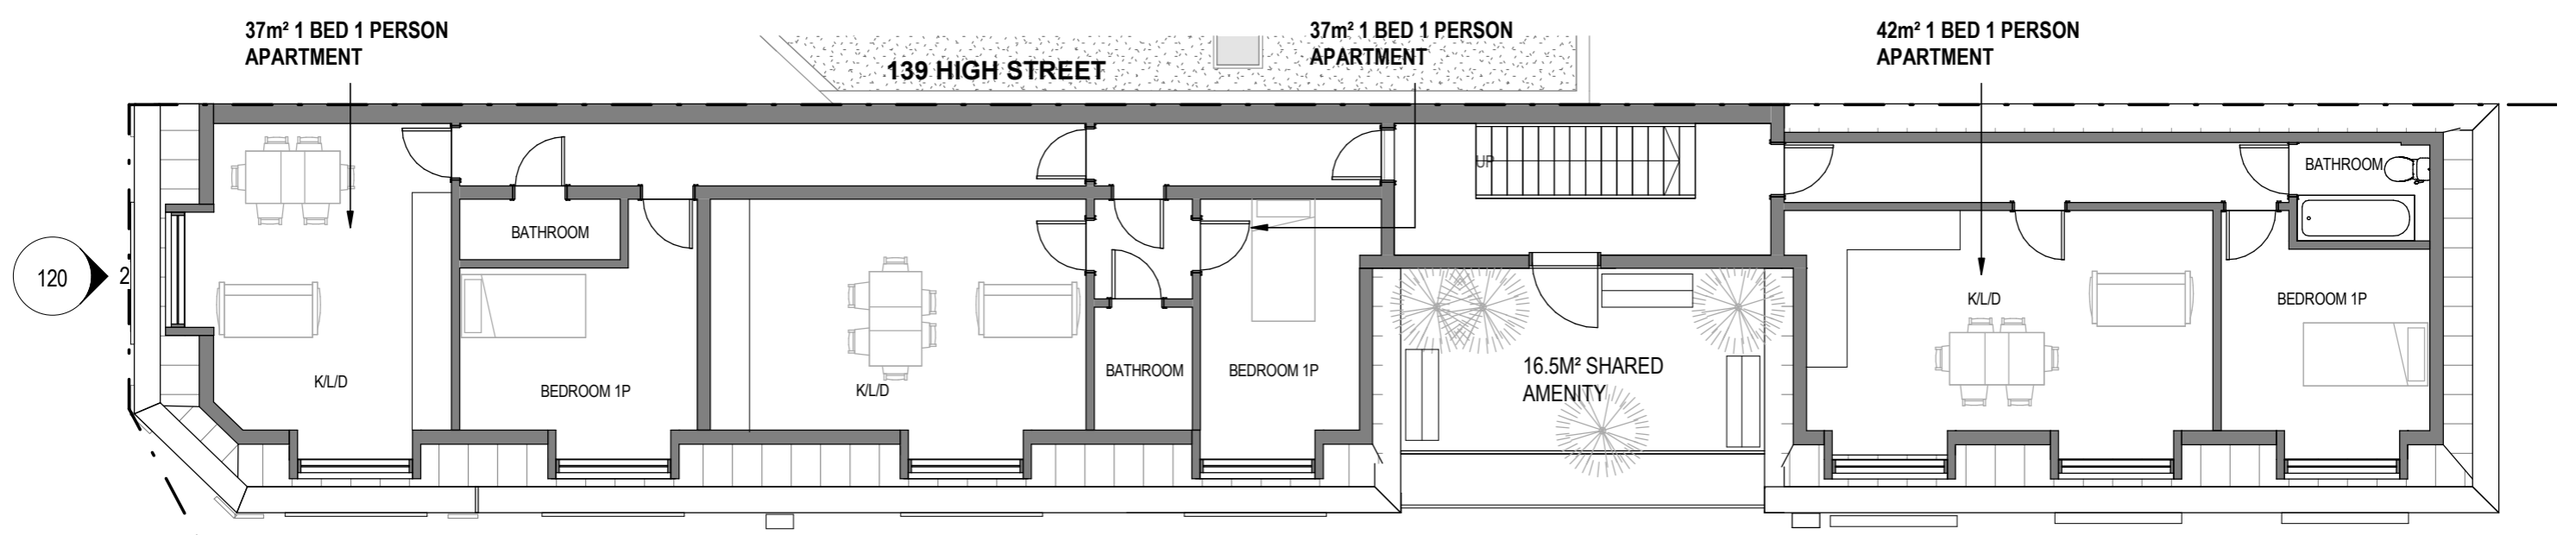 37m² 1 BED 1 PERSON
APARTMENT
37m² 1 BED 1 PERSON
APARTMENT
42m² 1 BED 1 PERSON
APARTMENT
139 HIGH STREET
UP
BATHROOM
BATHROOM
120
2
K/L/D
BEDROOM 1P
K/L/D
BATHROOM
BEDROOM 1P
16.5M² SHARED
AMENITY
K/L/D
BEDROOM 1P